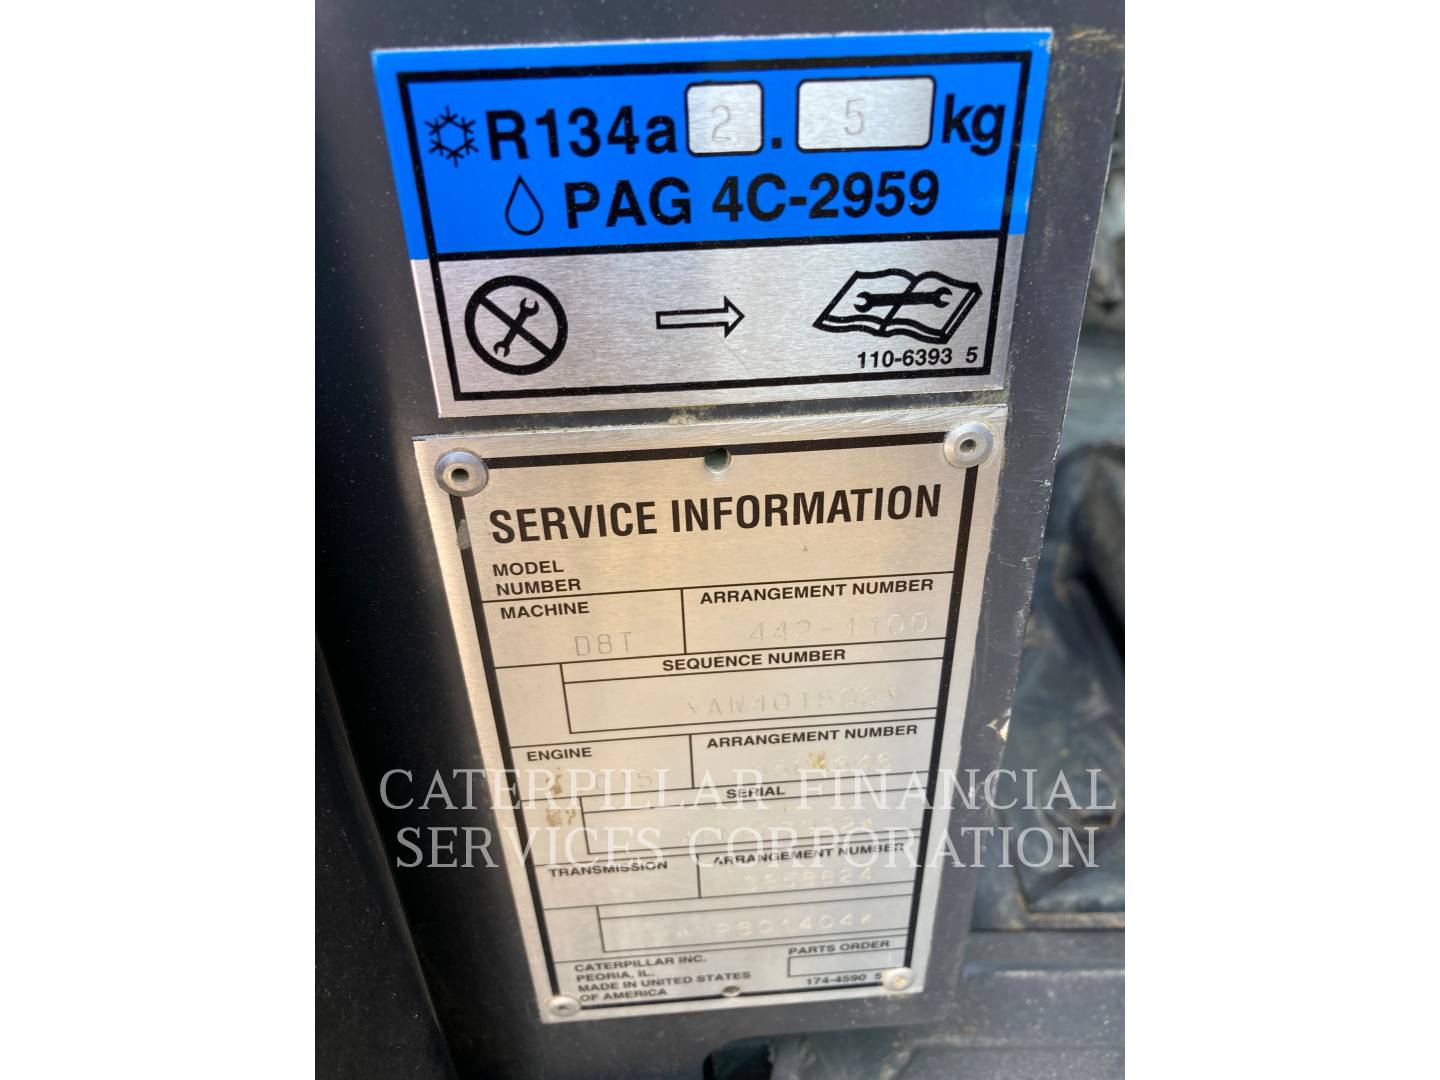 R134a 2 . 5 kg
PAG 4C-2959
110-6393 5
SERVICE INFORMATION
MODEL
NUMBER
MACHINE
ARRANGEMENT NUMBER
D8T
442-1100
SEQUENCE NUMBER
ENGINE
ARRANGEMENT NUMBER
SERIAL
TRANSMISSION
ARRANGEMENT NUMBER
3568824
CATERPILLAR INC.
PEORIA, IL.
MADE IN UNITED STATES
OF AMERICA
PARTS ORDER
174-4590 5
CATERPILLAR FINANCIAL
SERVICES CORPORATION